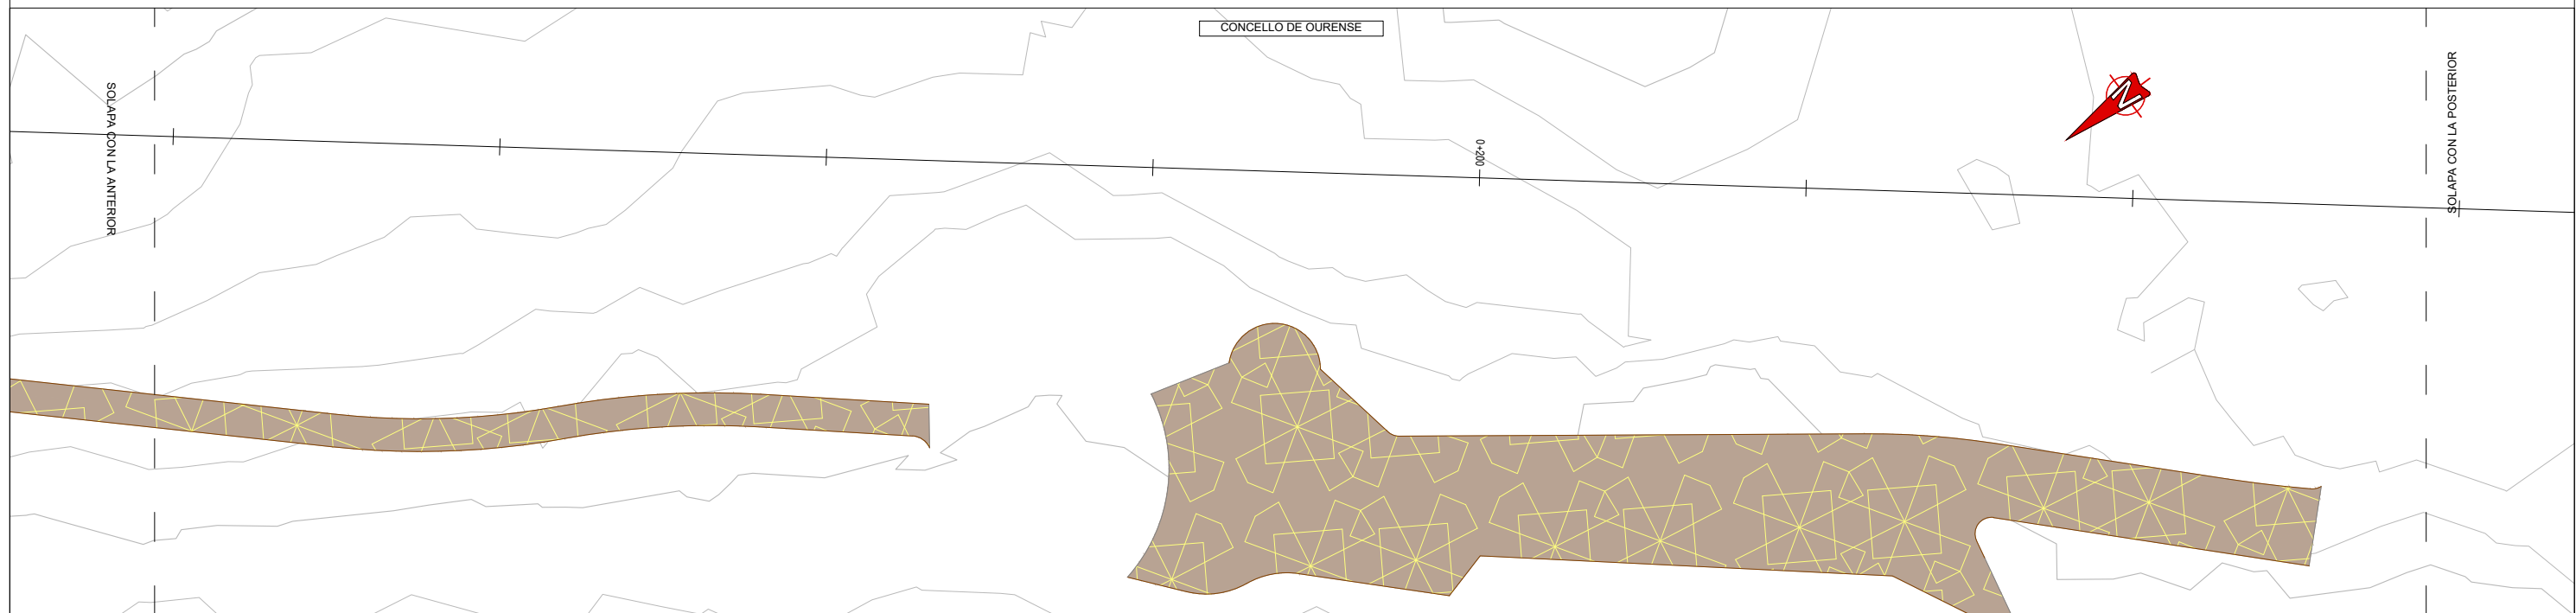 CONCELLO DE OURENSE
SOLAPA CON LA ANTERIOR
0+200
N
SOLAPA CON LA POSTERIOR